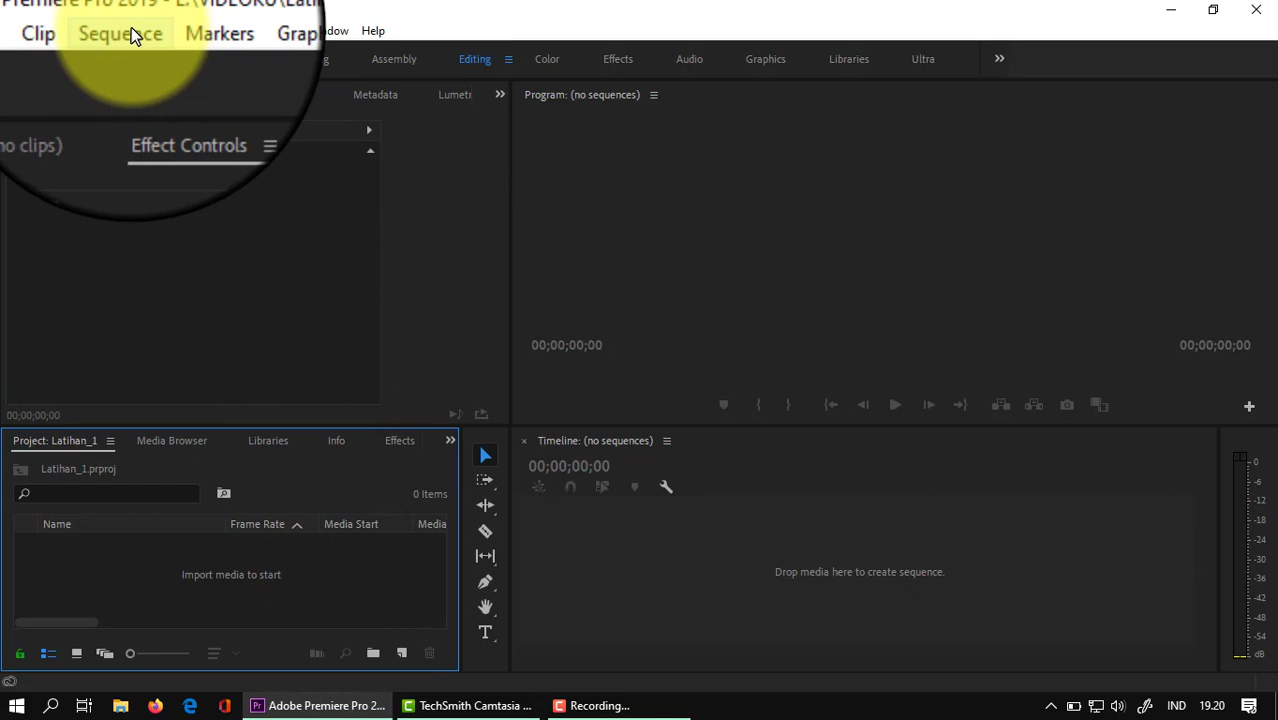 Premiere Pro 2019 - E:\VIDEOKU\Lati
Clip Sequence Markers Graph dow Help
Assembly Editing Color Effects Audio Graphics Libraries Ultra
no clips) Effect Controls Metadata Lumetr Program: (no sequences)
00;00;00;00 00;00;00;00
00;00;00;00
Project: Latihan_1 Media Browser Libraries Info Effects
Timeline: (no sequences)
Latihan_1.prproj
00;00;00;00
0 Items
Name Frame Rate Media Start Media
Import media to start
Drop media here to create sequence.
0
-6
-12
-18
-24
-30
-36
-42
-48
-54
dB
Adobe Premiere Pro 2... TechSmith Camtasia Recording... IND 19.20